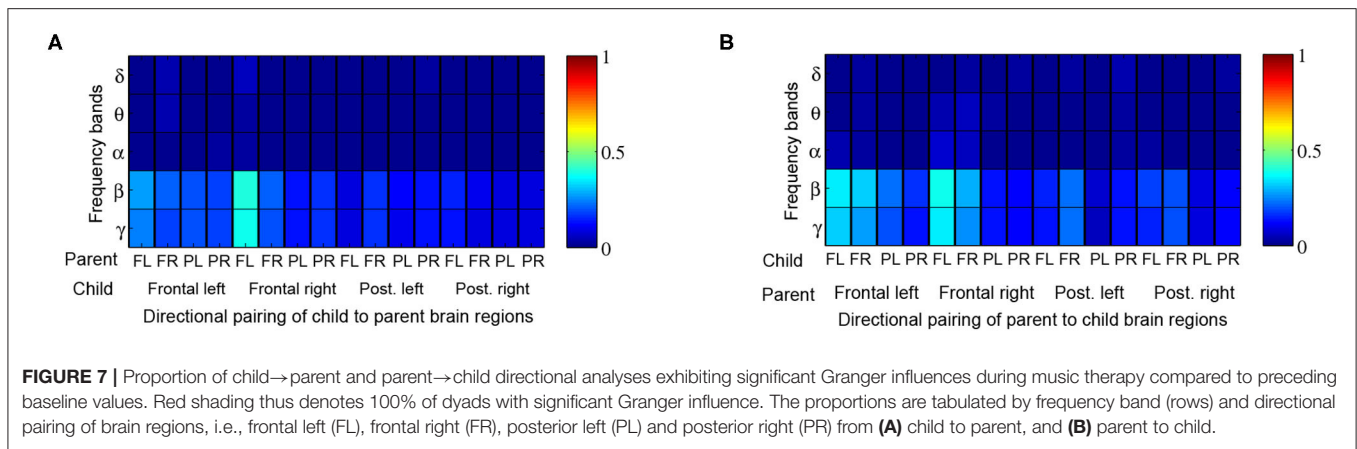 A
Frequency bands
δ
θ
α
β
γ
1
0.5
0
Parent FL FR PL PR FL FR PL PR FL FR PL PR FL FR PL PR
Child Frontal left Frontal right Post. left Post. right
Directional pairing of child to parent brain regions
B
Frequency bands
δ
θ
α
β
γ
1
0.5
0
Child FL FR PL PR FL FR PL PR FL FR PL PR FL FR PL PR
Parent Frontal left Frontal right Post. left Post. right
Directional pairing of parent to child brain regions
FIGURE 7 | Proportion of child→parent and parent→child directional analyses exhibiting significant Granger influences during music therapy compared to preceding
baseline values. Red shading thus denotes 100% of dyads with significant Granger influence. The proportions are tabulated by frequency band (rows) and directional
pairing of brain regions, i.e., frontal left (FL), frontal right (FR), posterior left (PL) and posterior right (PR) from (A) child to parent, and (B) parent to child.